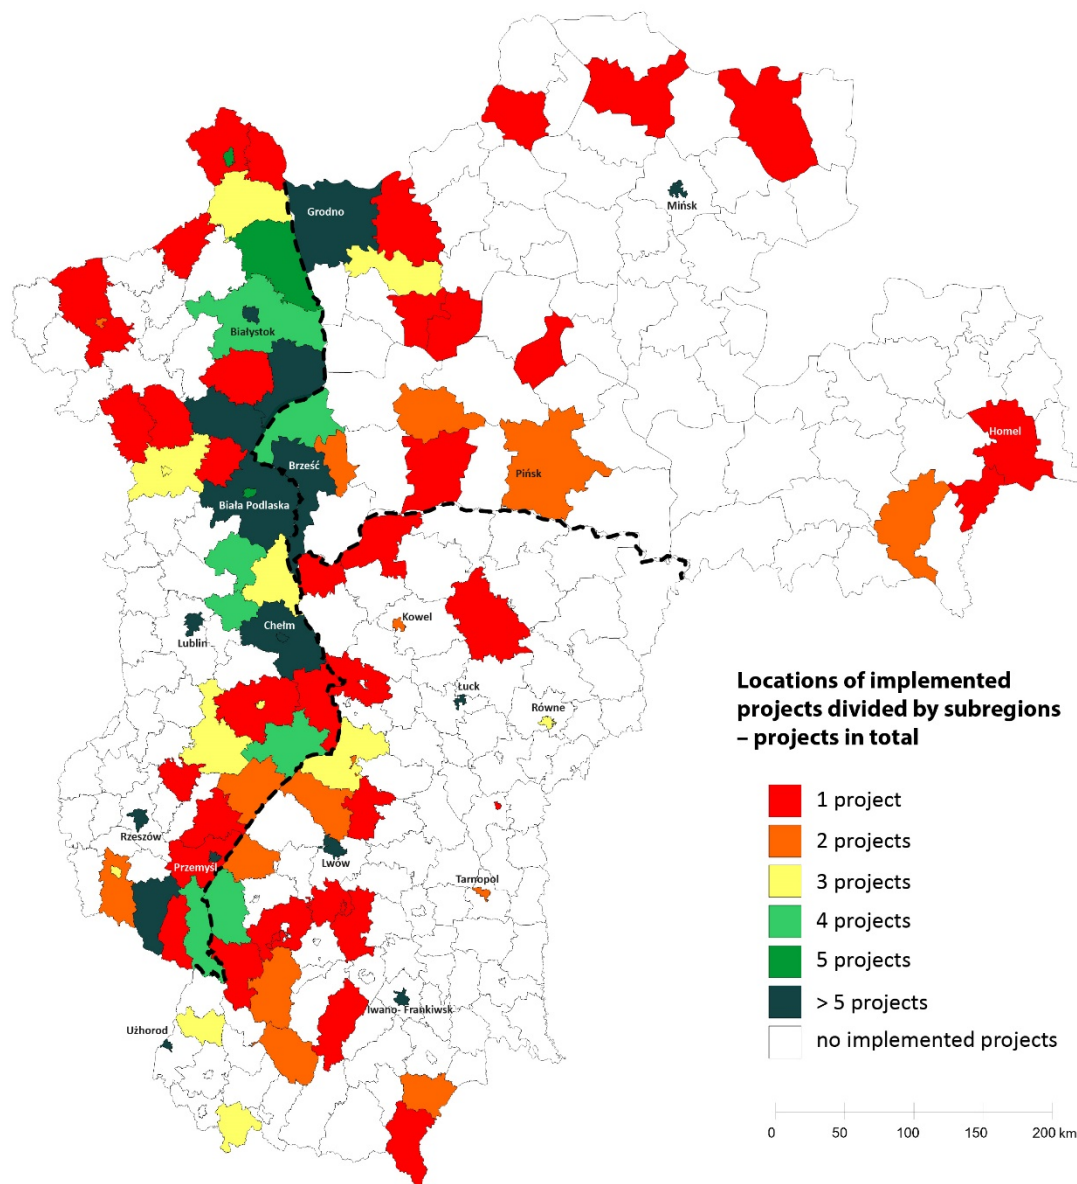 Mińsk
Grodno
Białystok
Homel
Brześć
Pińsk
Biała Podlaska
Kowel
Chełm
Lublin
Łuck
Równe
Rzeszów
Przemyśl
Lwów
Tarnopol
Iwano- Frankiwsk
Użhorod
Locations of implemented
projects divided by subregions
– projects in total
1 project
2 projects
3 projects
4 projects
5 projects
> 5 projects
no implemented projects
0 50 100 150 200 km